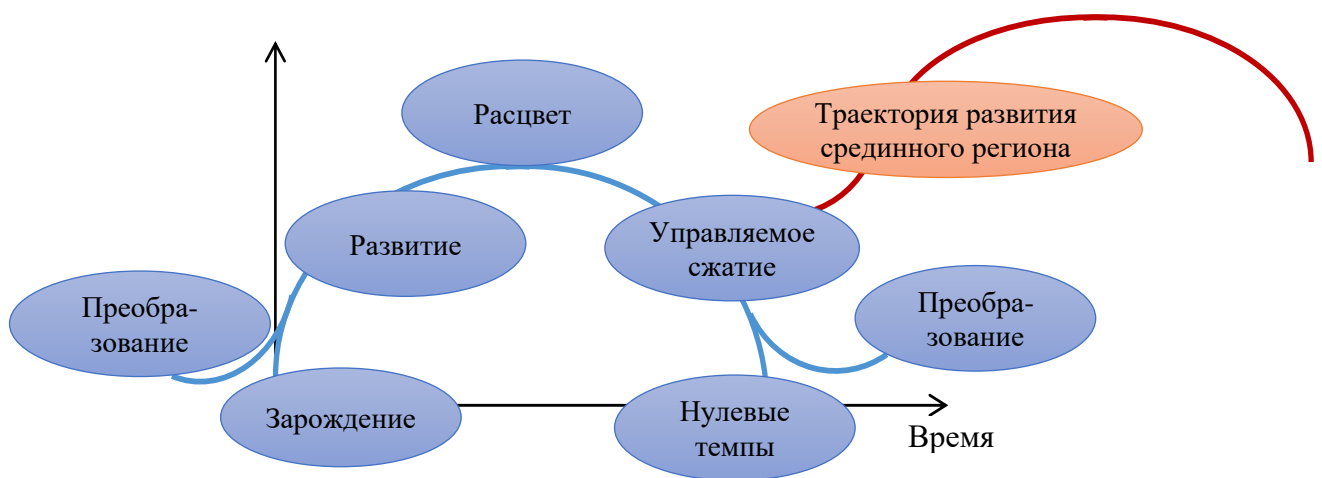 Расцвет
Траектория развития
срединного региона
Развитие
Управляемое
сжатие
Преобра-
зование
Преобра-
зование
Зарождение
Нулевые
темпы
Время